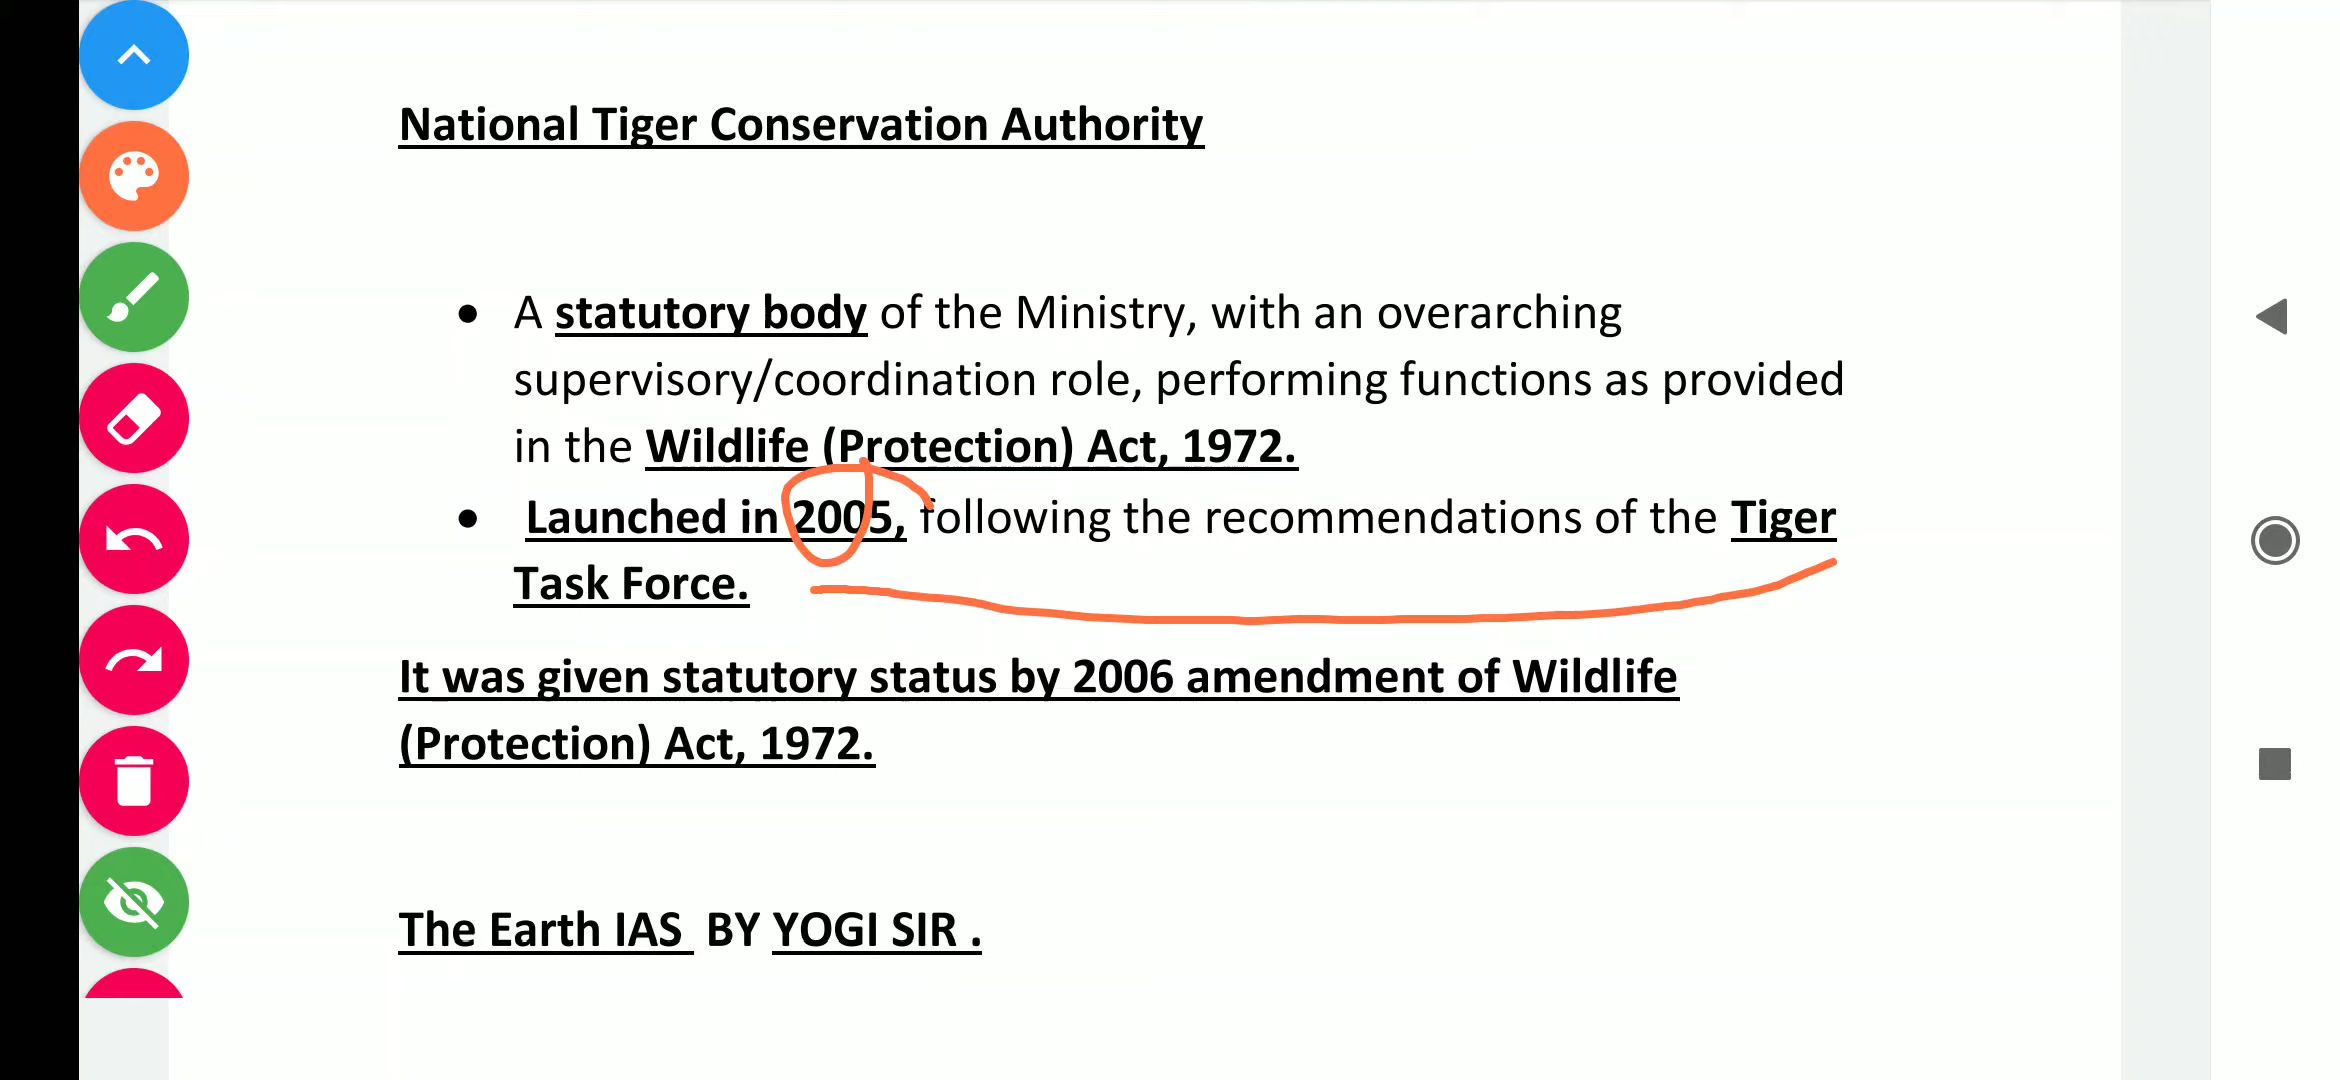 National Tiger Conservation Authority
• A statutory body of the Ministry, with an overarching
supervisory/coordination role, performing functions as provided
in the Wildlife (Protection) Act, 1972.
• Launched in 2005, following the recommendations of the Tiger
Task Force.
It was given statutory status by 2006 amendment of Wildlife
(Protection) Act, 1972.
The Earth IAS BY YOGI SIR .